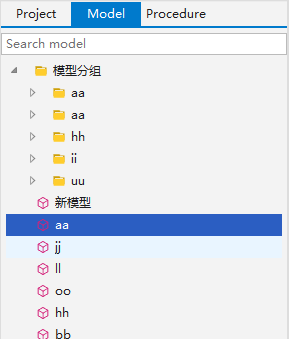 Project Model Procedure
Search model
模型分组
aa
aa
hh
ii
uu
新模型
aa
jj
ll
oo
hh
bb